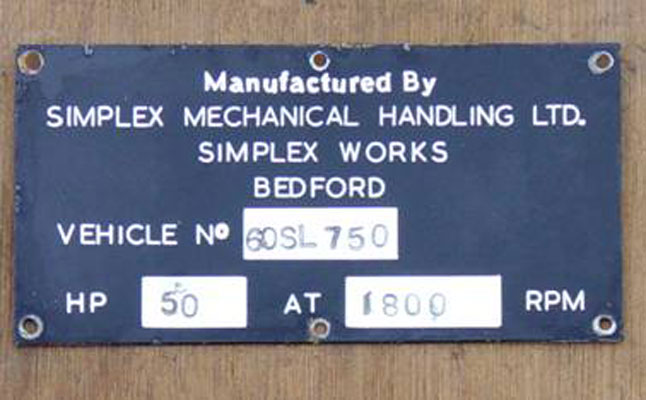 Manufactured By
SIMPLEX MECHANICAL HANDLING LTD.
SIMPLEX WORKS
BEDFORD
VEHICLE Nº 60SL750
HP 50 AT 1800 RPM